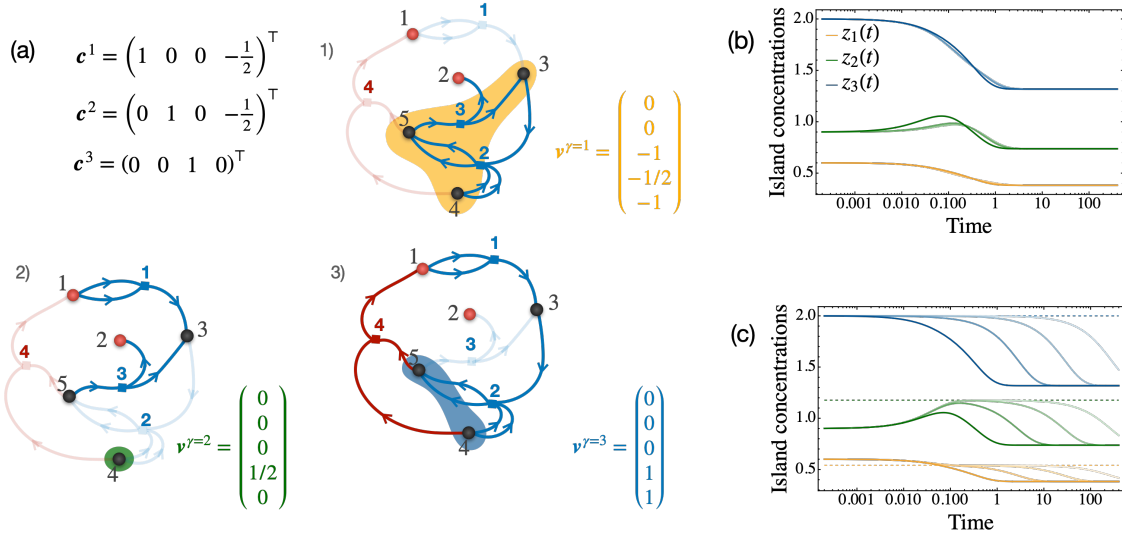 (a)
c¹ = (1 0 0 −½)⊤
c² = (0 1 0 −½)⊤
c³ = (0 0 1 0)⊤
1)
1
1
2
3
3
4
5
2
4
v^{γ=1} = (0 0 −1 −1/2 −1)
2)
1
1
2
3
3
4
5
2
4
v^{γ=2} = (0 0 0 1/2 0)
3)
1
1
2
3
3
4
5
2
4
v^{γ=3} = (0 0 0 1 1)
(b)
Island concentrations
2.0
1.5
1.0
0.5
z₁(t)
z₂(t)
z₃(t)
0.001 0.010 0.100 1 10 100
Time
(c)
Island concentrations
2.0
1.5
1.0
0.5
0.001 0.010 0.100 1 10 100
Time